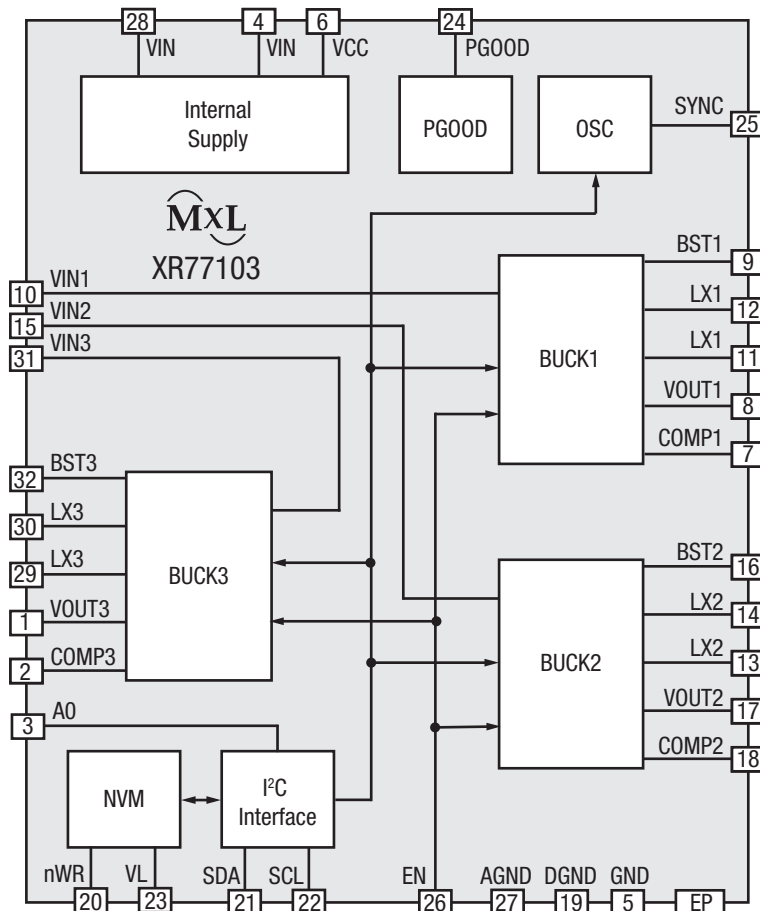 28 4 6 24
VIN VIN VCC PGOOD
Internal
Supply
PGOOD
OSC
SYNC
25
MxL
XR77103
10 VIN1
15 VIN2
31 VIN3
BUCK1
BST1
9
LX1
12
LX1
11
VOUT1
8
COMP1
7
32 BST3
30 LX3
29 LX3
1 VOUT3
2 COMP3
BUCK3
BUCK2
BST2
16
LX2
14
LX2
13
VOUT2
17
COMP2
18
3 A0
NVM
I²C
Interface
nWR VL SDA SCL EN AGND DGND GND
20 23 21 22 26 27 19 5 EP